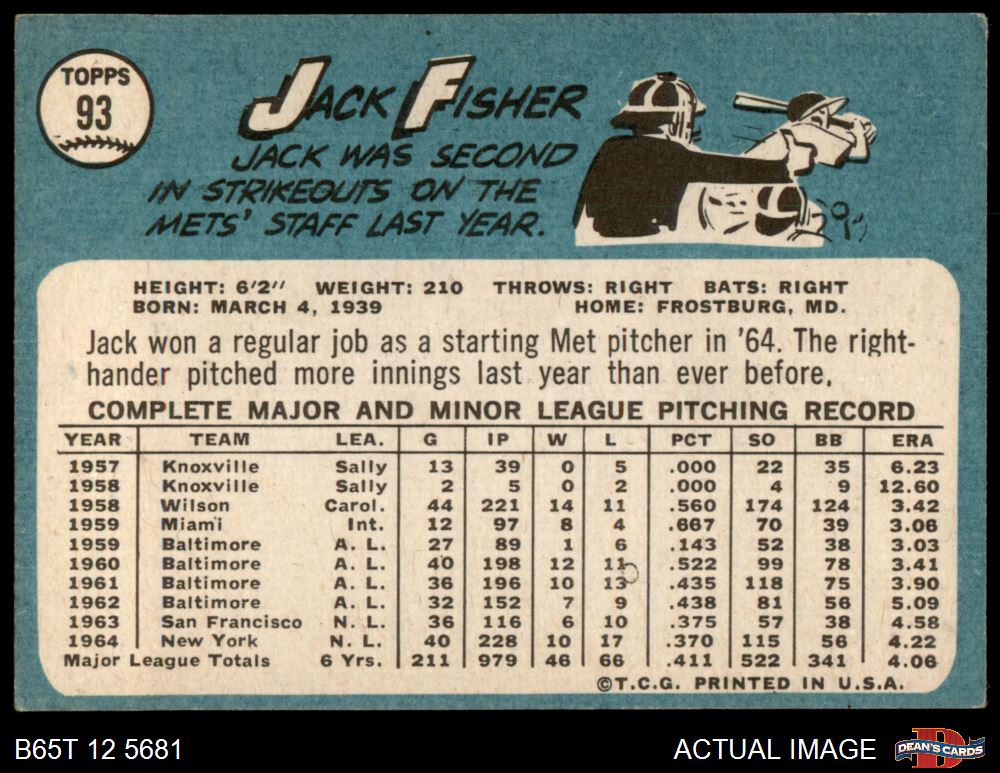 TOPPS
93
JACK FISHER
JACK WAS SECOND
IN STRIKEOUTS ON THE
METS' STAFF LAST YEAR.
HEIGHT: 6'2" WEIGHT: 210 THROWS: RIGHT BATS: RIGHT
BORN: MARCH 4, 1939 HOME: FROSTBURG, MD.
Jack won a regular job as a starting Met pitcher in '64. The right-
hander pitched more innings last year than ever before.
COMPLETE MAJOR AND MINOR LEAGUE PITCHING RECORD
YEAR TEAM LEA. G IP W L PCT SO BB ERA
1957 Knoxville Sally 13 39 0 5 .000 22 35 6.23
1958 Knoxville Sally 2 5 0 2 .000 4 9 12.60
1958 Wilson Carol. 44 221 14 11 .560 174 124 3.42
1959 Miami Int. 12 97 8 4 .667 70 39 3.06
1959 Baltimore A. L. 27 89 1 6 .143 52 38 3.03
1960 Baltimore A. L. 40 198 12 11 .522 99 78 3.41
1961 Baltimore A. L. 36 196 10 13 .435 118 75 3.90
1962 Baltimore A. L. 32 152 7 9 .438 81 56 5.09
1963 San Francisco N. L. 36 116 6 10 .375 57 38 4.58
1964 New York N. L. 40 228 10 17 .370 115 56 4.22
Major League Totals 6 Yrs. 211 979 46 66 .411 522 341 4.06
©T.C.G. PRINTED IN U.S.A.
B65T 12 5681 ACTUAL IMAGE DEAN'S CARDS